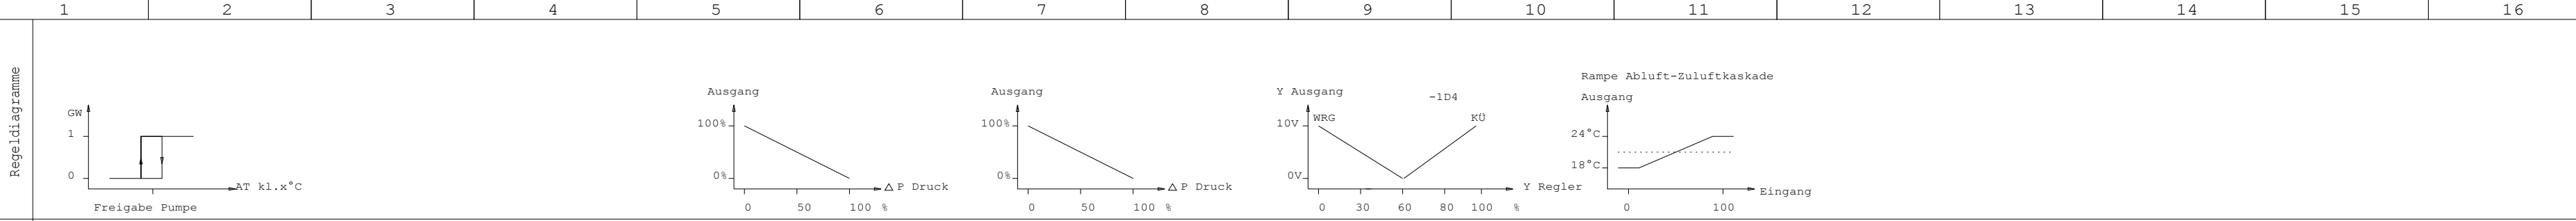 1 2 3 4 5 6 7 8 9 10 11 12 13 14 15 16
Regeldiagramme
GW
1
0
AT kl.x°C
Freigabe Pumpe
Ausgang
100%
0%
△ P Druck
0 50 100 %
Ausgang
100%
0%
△ P Druck
0 50 100 %
Y Ausgang
-1D4
10V WRG KÜ
0V
Y Regler
0 30 60 80 100 %
Rampe Abluft-Zuluftkaskade
Ausgang
24°C
18°C
Eingang
0 100